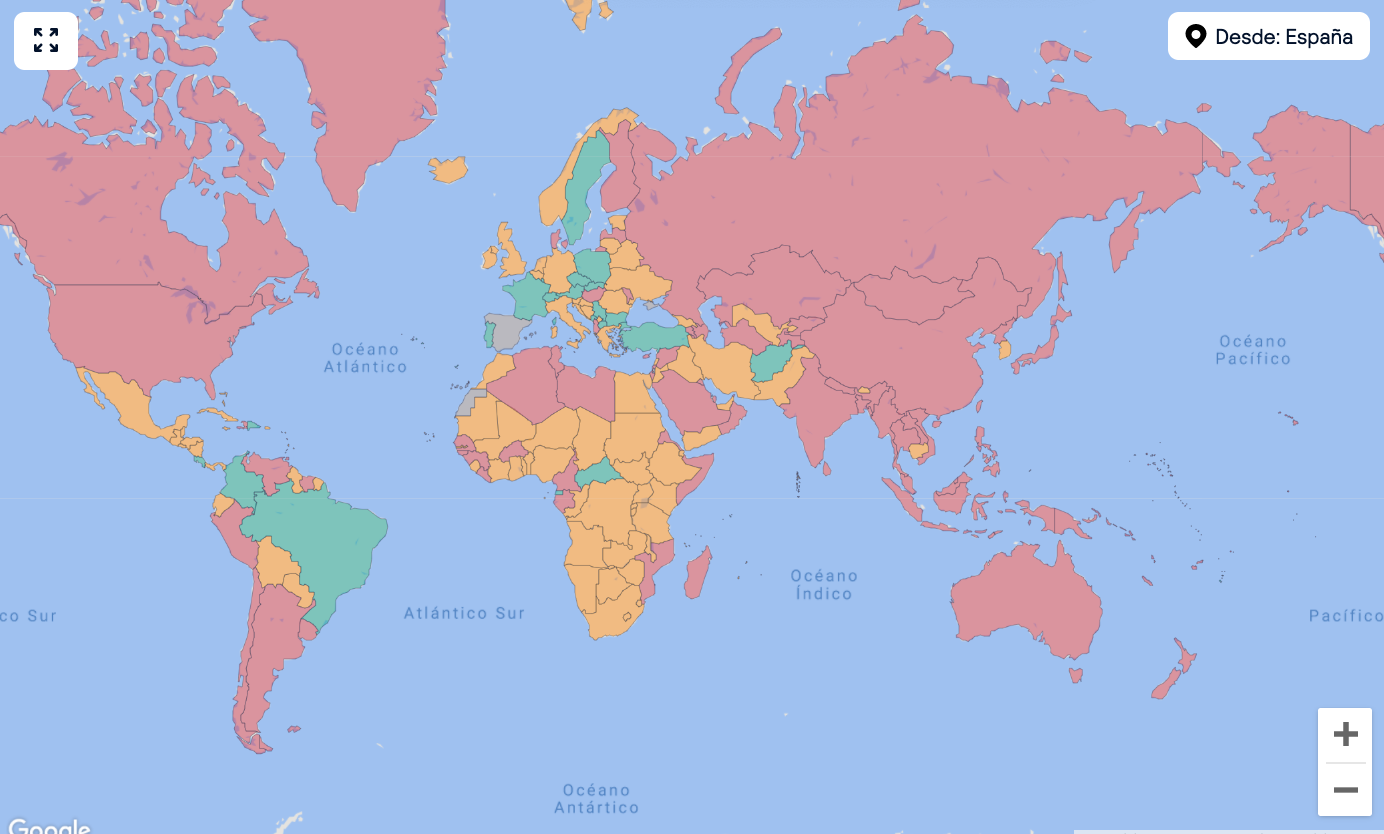 Desde: España
Océano
Atlántico
Océano
Pacífico
Océano
Índico
co Sur
Atlántico Sur
Pacífico
Océano
Antártico
Google